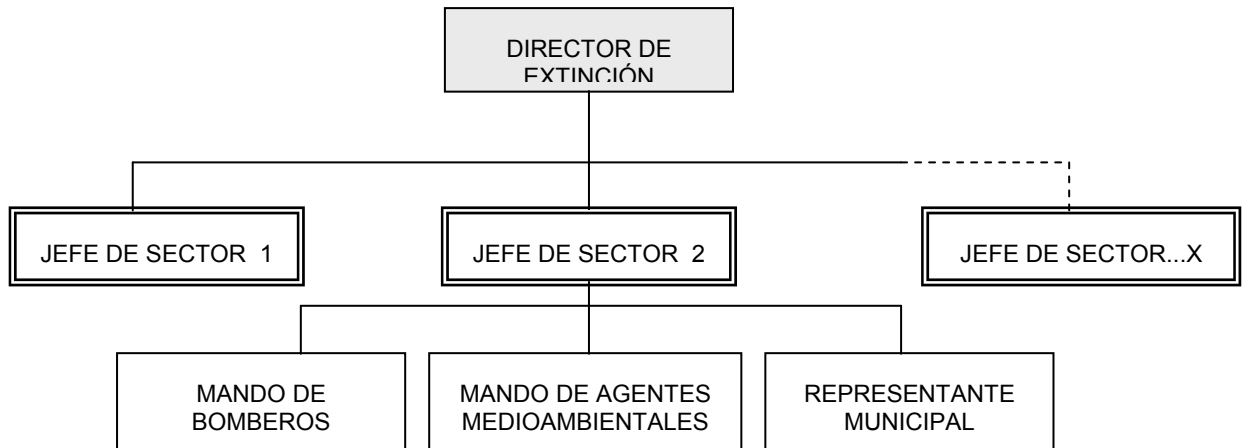 DIRECTOR DE
EXTINCIÓN
JEFE DE SECTOR 1
JEFE DE SECTOR 2
JEFE DE SECTOR...X
MANDO DE
BOMBEROS
MANDO DE AGENTES
MEDIOAMBIENTALES
REPRESENTANTE
MUNICIPAL